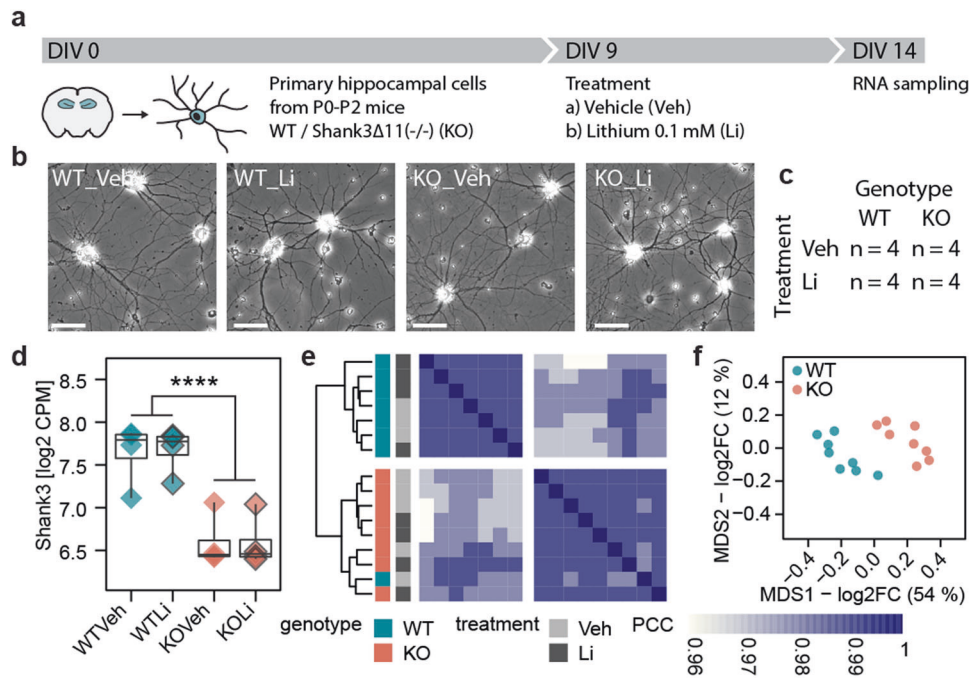 a
DIV 0
DIV 9
DIV 14
Primary hippocampal cells
from P0-P2 mice
WT / Shank3Δ11(-/-) (KO)
Treatment
a) Vehicle (Veh)
b) Lithium 0.1 mM (Li)
RNA sampling
b
WT_Veh
WT_Li
KO_Veh
KO_Li
c
Genotype
WT KO
Treatment
Veh n = 4 n = 4
Li n = 4 n = 4
d
Shank3 [log2 CPM]
8.5
8.0
7.5
7.0
6.5
****
WTVeh
WTLi
KOVeh
KOLi
e
genotype
WT
KO
treatment
Veh
Li
PCC
0.96
0.97
0.98
0.99
1
f
WT
KO
MDS2 − log2FC (12 %)
0.4
0.2
0.0
−0.2
−0.4
−0.4
−0.2
0.0
0.2
0.4
MDS1 − log2FC (54 %)